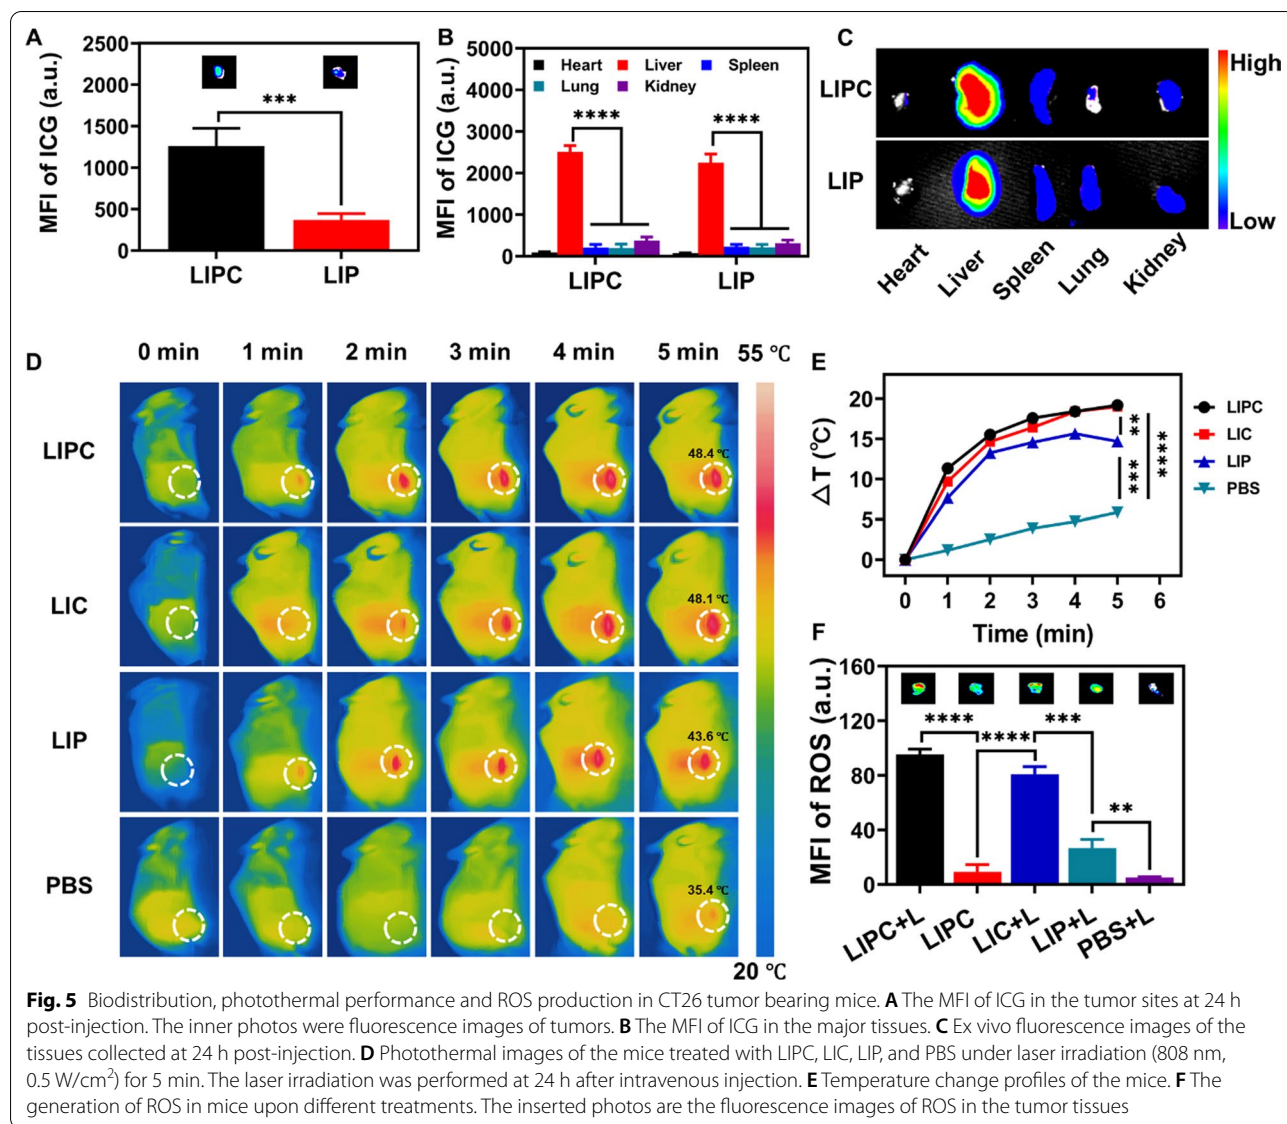 A
2500
2000
1500
1000
500
0
MFI of ICG (a.u.)
***
LIPC
LIP
B
5000
4000
3000
2000
1000
0
MFI of ICG (a.u.)
Heart
Liver
Spleen
Lung
Kidney
****
****
LIPC
LIP
C
LIPC
LIP
High
Low
Heart
Liver
Spleen
Lung
Kidney
D
0 min
1 min
2 min
3 min
4 min
5 min
55 ℃
LIPC
48.4 ℃
LIC
48.1 ℃
LIP
43.6 ℃
PBS
35.4 ℃
20 ℃
E
20
15
10
5
0
△T (℃)
0
1
2
3
4
5
6
Time (min)
LIPC
LIC
LIP
PBS
**
***
****
F
160
120
80
40
0
MFI of ROS (a.u.)
****
****
***
**
LIPC+L
LIPC
LIC+L
LIP+L
PBS+L
Fig. 5 Biodistribution, photothermal performance and ROS production in CT26 tumor bearing mice. A The MFI of ICG in the tumor sites at 24 h
post-injection. The inner photos were fluorescence images of tumors. B The MFI of ICG in the major tissues. C Ex vivo fluorescence images of the
tissues collected at 24 h post-injection. D Photothermal images of the mice treated with LIPC, LIC, LIP, and PBS under laser irradiation (808 nm,
0.5 W/cm²) for 5 min. The laser irradiation was performed at 24 h after intravenous injection. E Temperature change profiles of the mice. F The
generation of ROS in mice upon different treatments. The inserted photos are the fluorescence images of ROS in the tumor tissues